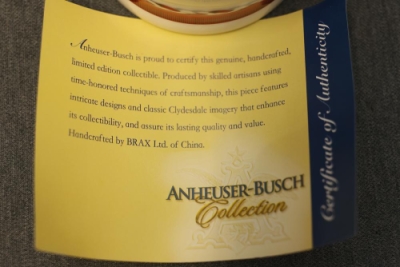 Anheuser-Busch is proud to certify this genuine, handcrafted,
limited edition collectible. Produced by skilled artisans using
time-honored techniques of craftsmanship, this piece features
intricate designs and classic Clydesdale imagery that enhance
its collectibility, and assure its lasting quality and value.
Handcrafted by BRAX Ltd. of China.
ANHEUSER-BUSCH
Collection
Certificate of Authenticity